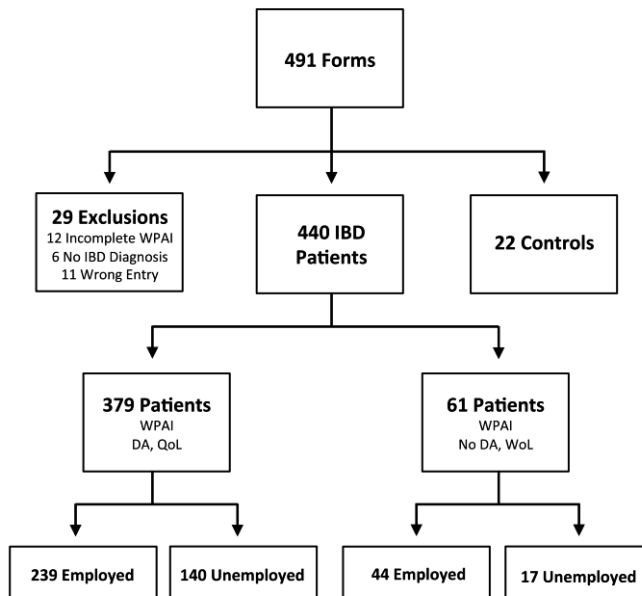 491 Forms
29 Exclusions
12 Incomplete WPAI
6 No IBD Diagnosis
11 Wrong Entry
440 IBD
Patients
22 Controls
379 Patients
WPAI
DA, QoL
61 Patients
WPAI
No DA, WoL
239 Employed
140 Unemployed
44 Employed
17 Unemployed